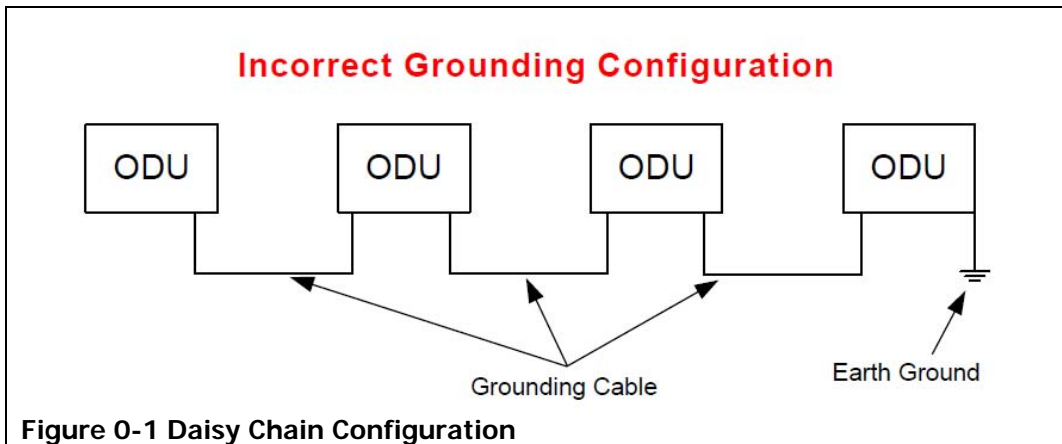 Incorrect Grounding Configuration
ODU ODU ODU ODU
Grounding Cable
Earth Ground
Figure 0-1 Daisy Chain Configuration